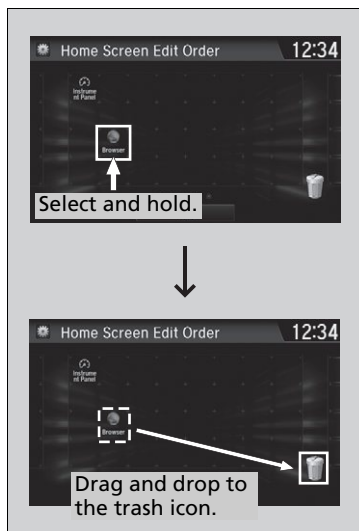 Home Screen Edit Order 12:34
Instrume
nt Panel
Browser
Select and hold.
Home Screen Edit Order 12:34
Instrume
nt Panel
Browser
Drag and drop to
the trash icon.